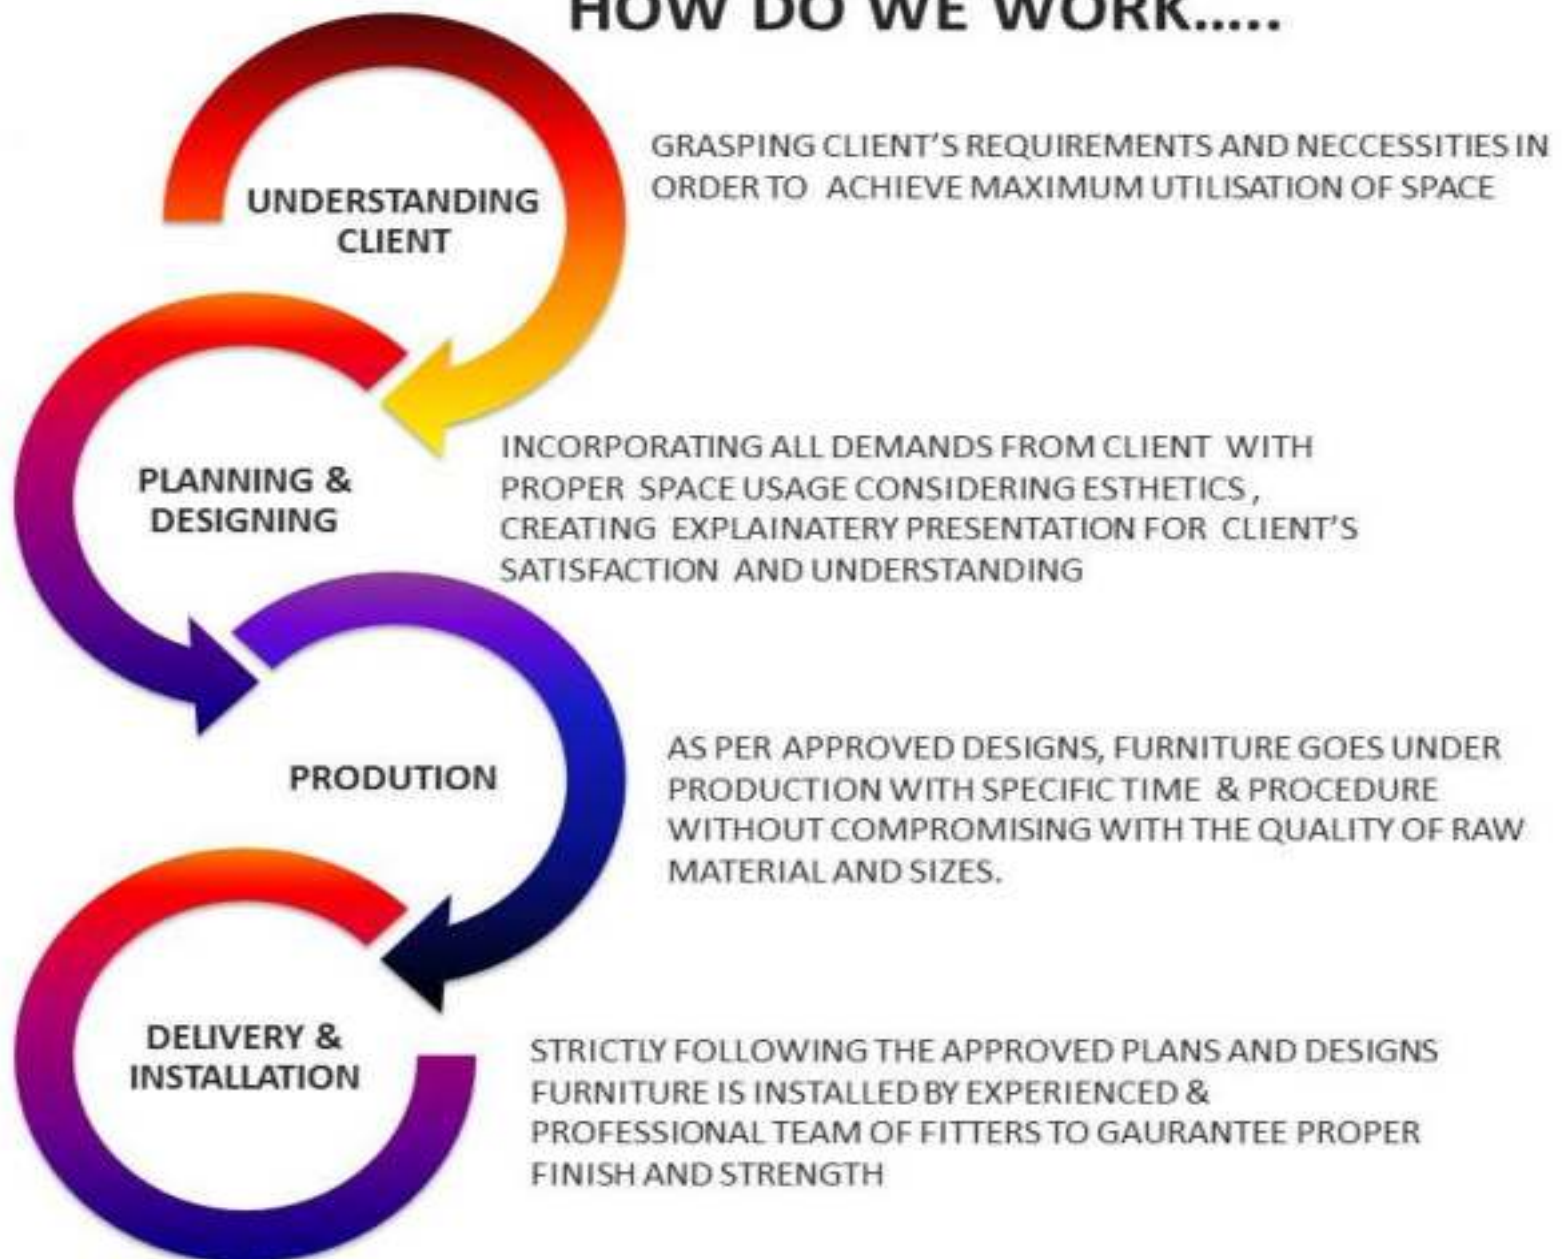 HOW DO WE WORK.....
UNDERSTANDING
CLIENT
GRASPING CLIENT'S REQUIREMENTS AND NECCESSITIES IN
ORDER TO ACHIEVE MAXIMUM UTILISATION OF SPACE
PLANNING &
DESIGNING
INCORPORATING ALL DEMANDS FROM CLIENT WITH
PROPER SPACE USAGE CONSIDERING ESTHETICS ,
CREATING EXPLAINATERY PRESENTATION FOR CLIENT'S
SATISFACTION AND UNDERSTANDING
PRODUTION
AS PER APPROVED DESIGNS, FURNITURE GOES UNDER
PRODUCTION WITH SPECIFIC TIME & PROCEDURE
WITHOUT COMPROMISING WITH THE QUALITY OF RAW
MATERIAL AND SIZES.
DELIVERY &
INSTALLATION
STRICTLY FOLLOWING THE APPROVED PLANS AND DESIGNS
FURNITURE IS INSTALLED BY EXPERIENCED &
PROFESSIONAL TEAM OF FITTERS TO GAURANTEE PROPER
FINISH AND STRENGTH